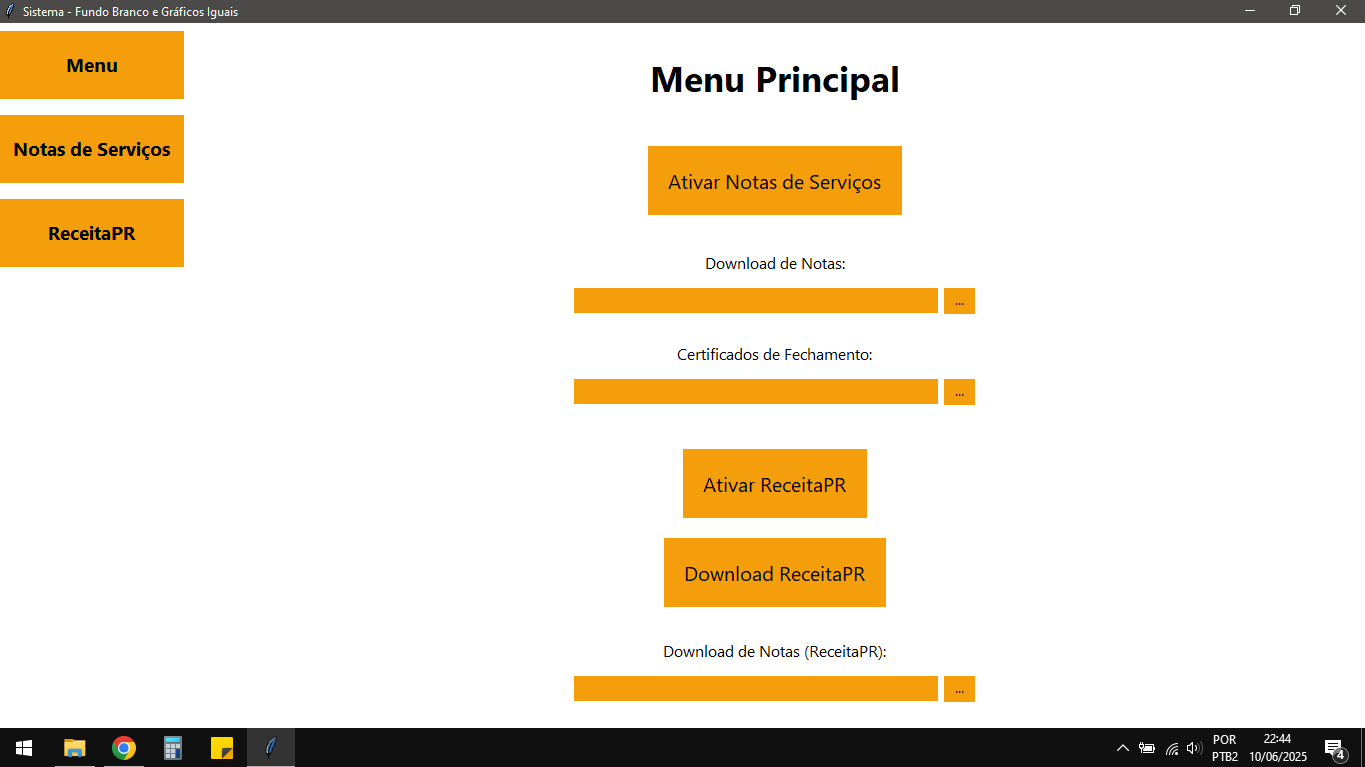 Sistema - Fundo Branco e Gráficos Iguais
Menu
Notas de Serviços
ReceitaPR
Menu Principal
Ativar Notas de Serviços
Download de Notas:
...
Certificados de Fechamento:
...
Ativar ReceitaPR
Download ReceitaPR
Download de Notas (ReceitaPR):
...
POR
PTB2
22:44
10/06/2025
4